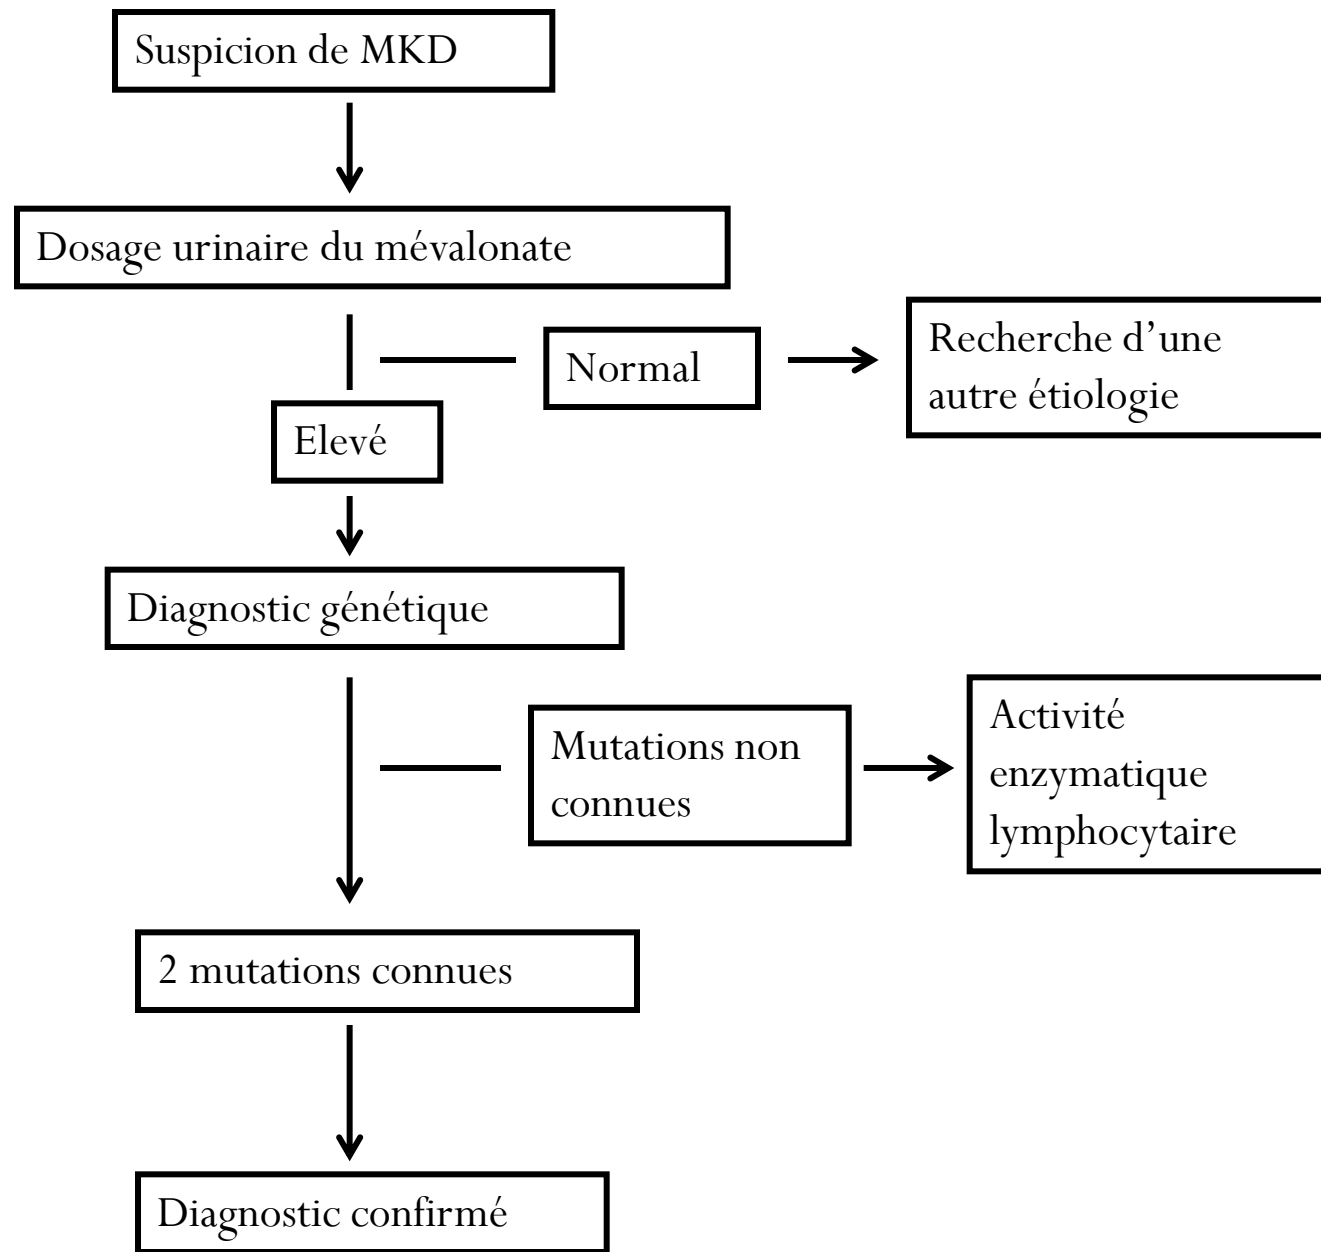 Suspicion de MKD
Dosage urinaire du mévalonate
Normal
Recherche d’une
autre étiologie
Elevé
Diagnostic génétique
Mutations non
connues
Activité
enzymatique
lymphocytaire
2 mutations connues
Diagnostic confirmé